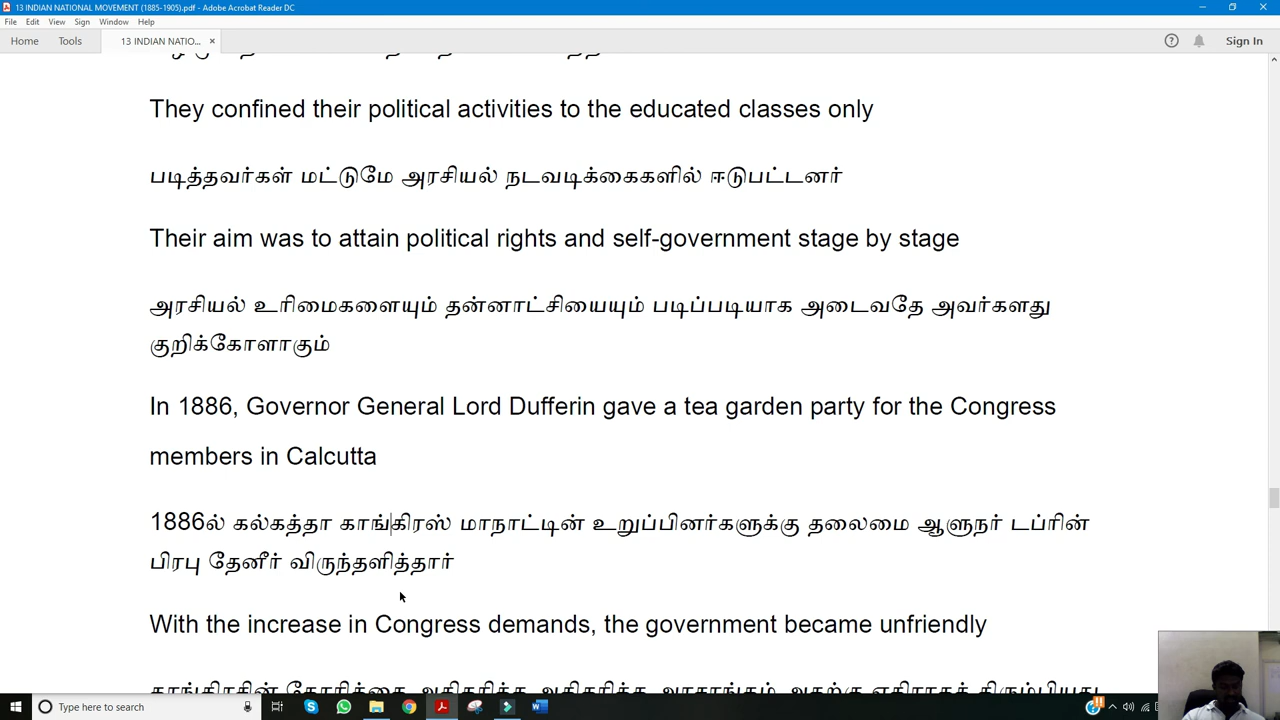 13 INDIAN NATIONAL MOVEMENT (1885-1905).pdf - Adobe Acrobat Reader DC
File Edit View Sign Window Help
Home Tools 13 INDIAN NATIO... × Sign In
They confined their political activities to the educated classes only
படித்தவர்கள் மட்டுமே அரசியல் நடவடிக்கைகளில் ஈடுபட்டனர்
Their aim was to attain political rights and self-government stage by stage
அரசியல் உரிமைகளையும் தன்னாட்சியையும் படிப்படியாக அடைவதே அவர்களது
குறிக்கோளாகும்
In 1886, Governor General Lord Dufferin gave a tea garden party for the Congress
members in Calcutta
1886ல் கல்கத்தா காங்கிரஸ் மாநாட்டின் உறுப்பினர்களுக்கு தலைமை ஆளுநர் டப்ரின்
பிரபு தேனீர் விருந்தளித்தார்
With the increase in Congress demands, the government became unfriendly
Type here to search